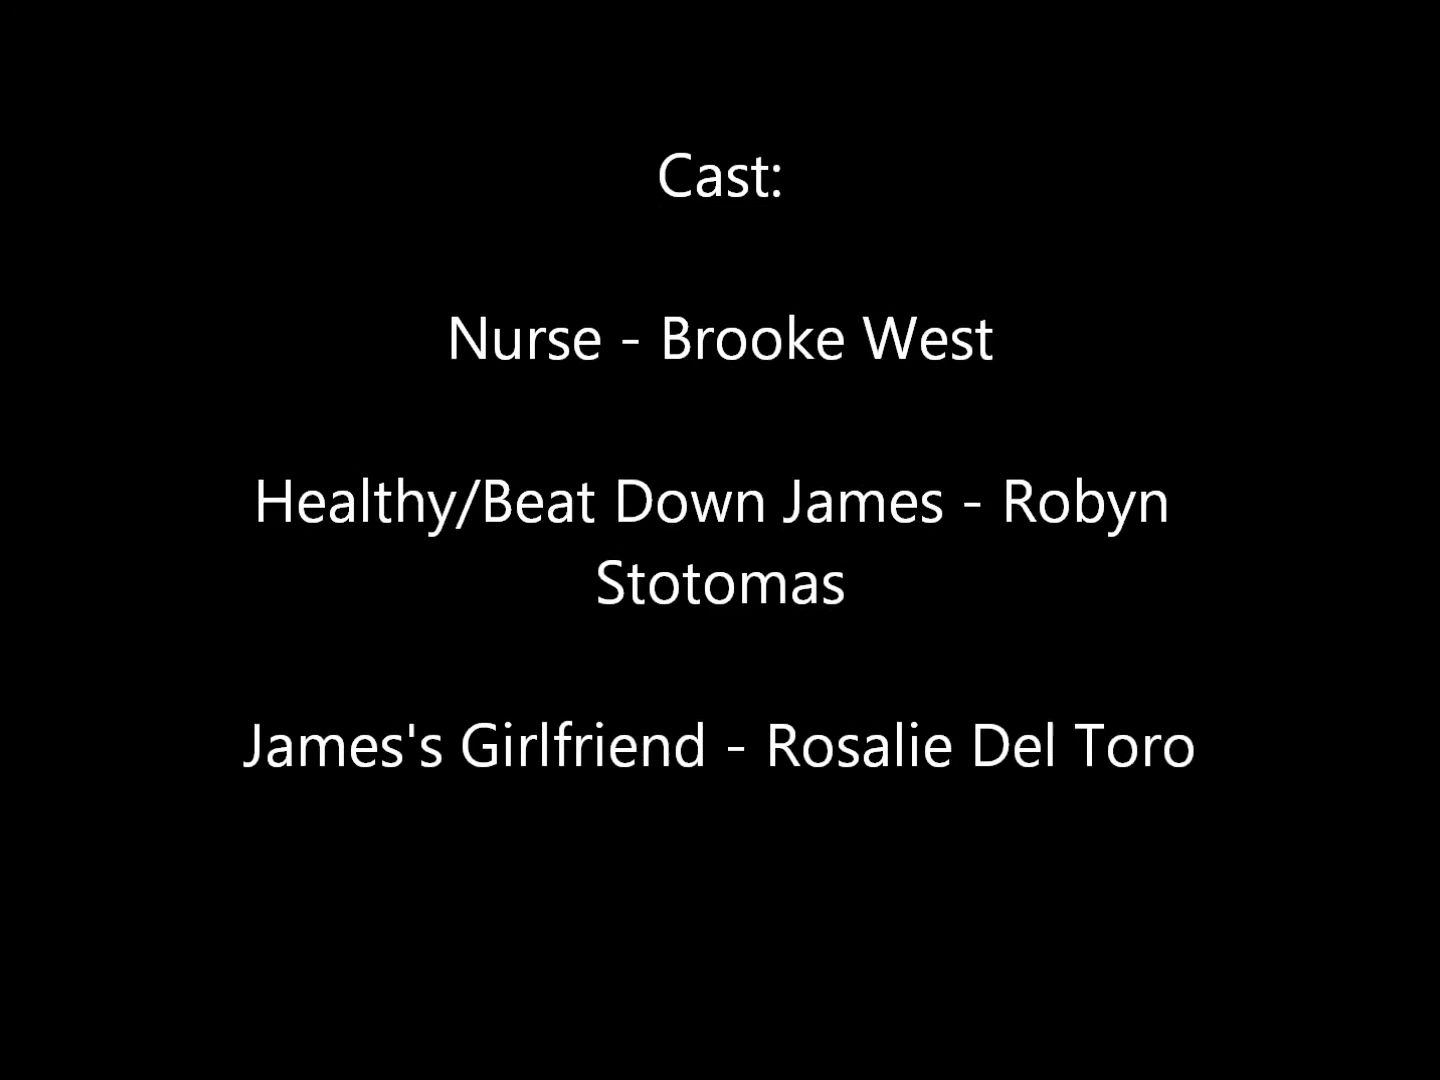 Cast:
Nurse - Brooke West
Healthy/Beat Down James - Robyn
Stotomas
James's Girlfriend - Rosalie Del Toro